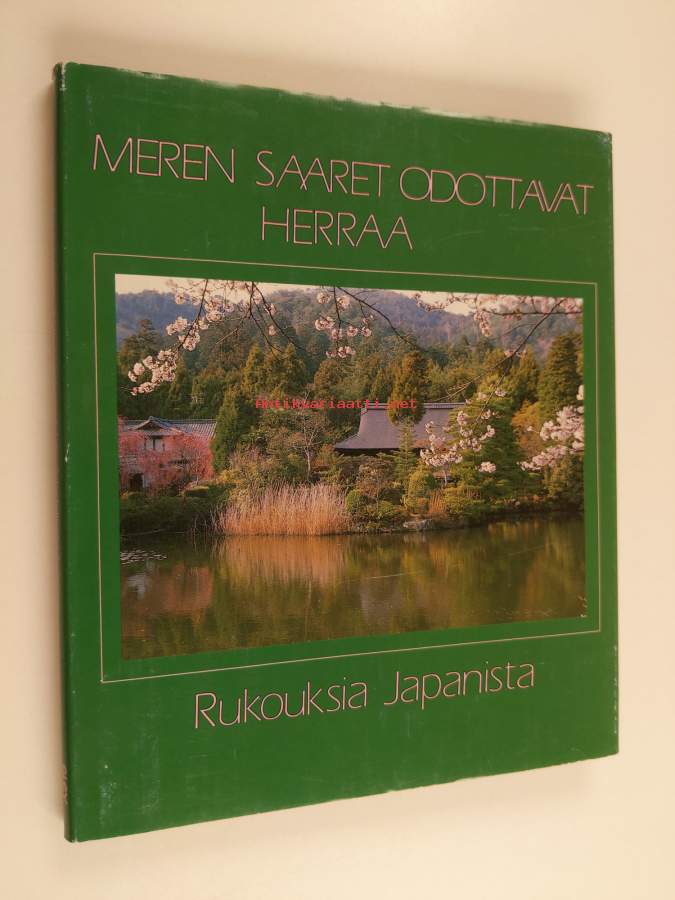 MEREN SAARET ODOTTAVAT
HERRAA
Antikvariaatti.net
Rukouksia Japanista